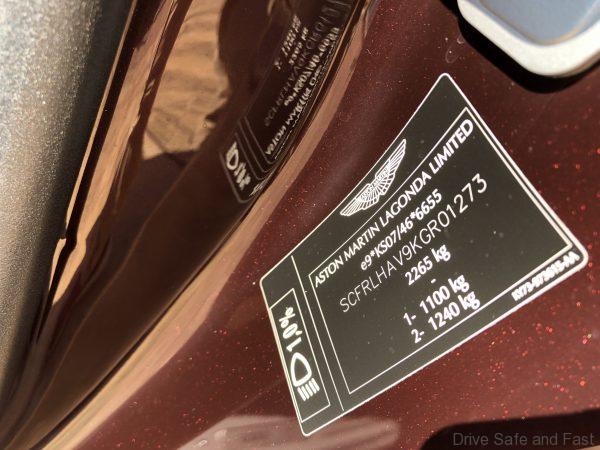 ASTON MARTIN LAGONDA LIMITED
e9*KS07/46*6655
SCFRLHAV9KGR01273
2265 kg
-
1- 1100 kg
2- 1240 kg
1,0%
Drive Safe and Fast